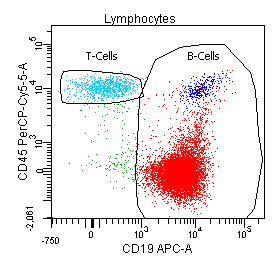 Lymphocytes
T-Cells
B-Cells
CD45 PerCP-Cy5-5-A
10^5
10^4
10^3
0
-2,061
-750
0
10^3
10^4
10^5
CD19 APC-A